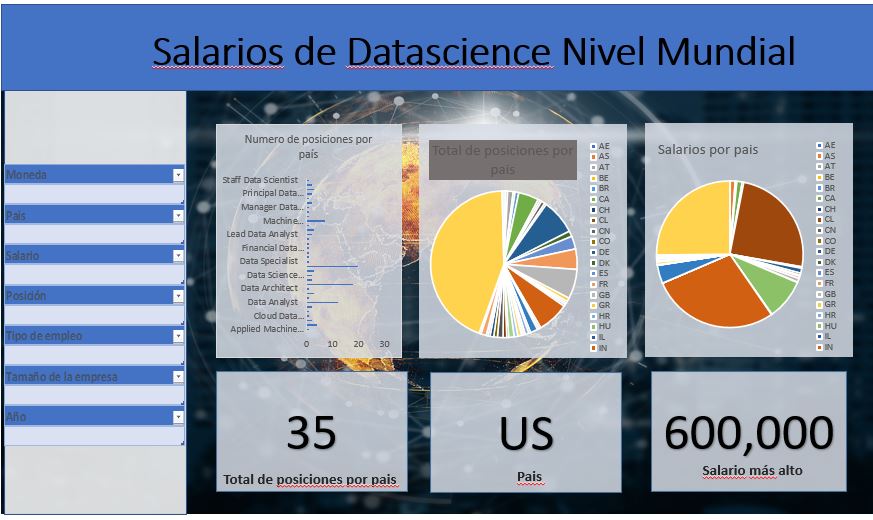 Salarios de Datascience Nivel Mundial
Moneda
Pais
Salario
Posición
Tipo de empleo
Tamaño de la empresa
Año
Numero de posiciones por
país
Staff Data Scientist
Principal Data...
Manager Data...
Machine...
Lead Data Analyst
Financial Data...
Data Specialist
Data Science...
Data Architect
Data Analyst
Cloud Data...
Applied Machine...
0 10 20 30
Total de posiciones por
pais
AE
AS
AT
BE
BR
CA
CH
CL
CN
CO
DE
DK
ES
FR
GB
GR
HR
HU
IL
IN
Salarios por pais
AE
AS
AT
BE
BR
CA
CH
CL
CN
CO
DE
DK
ES
FR
GB
GR
HR
HU
IL
IN
35
Total de posiciones por pais
US
Pais
600,000
Salario más alto